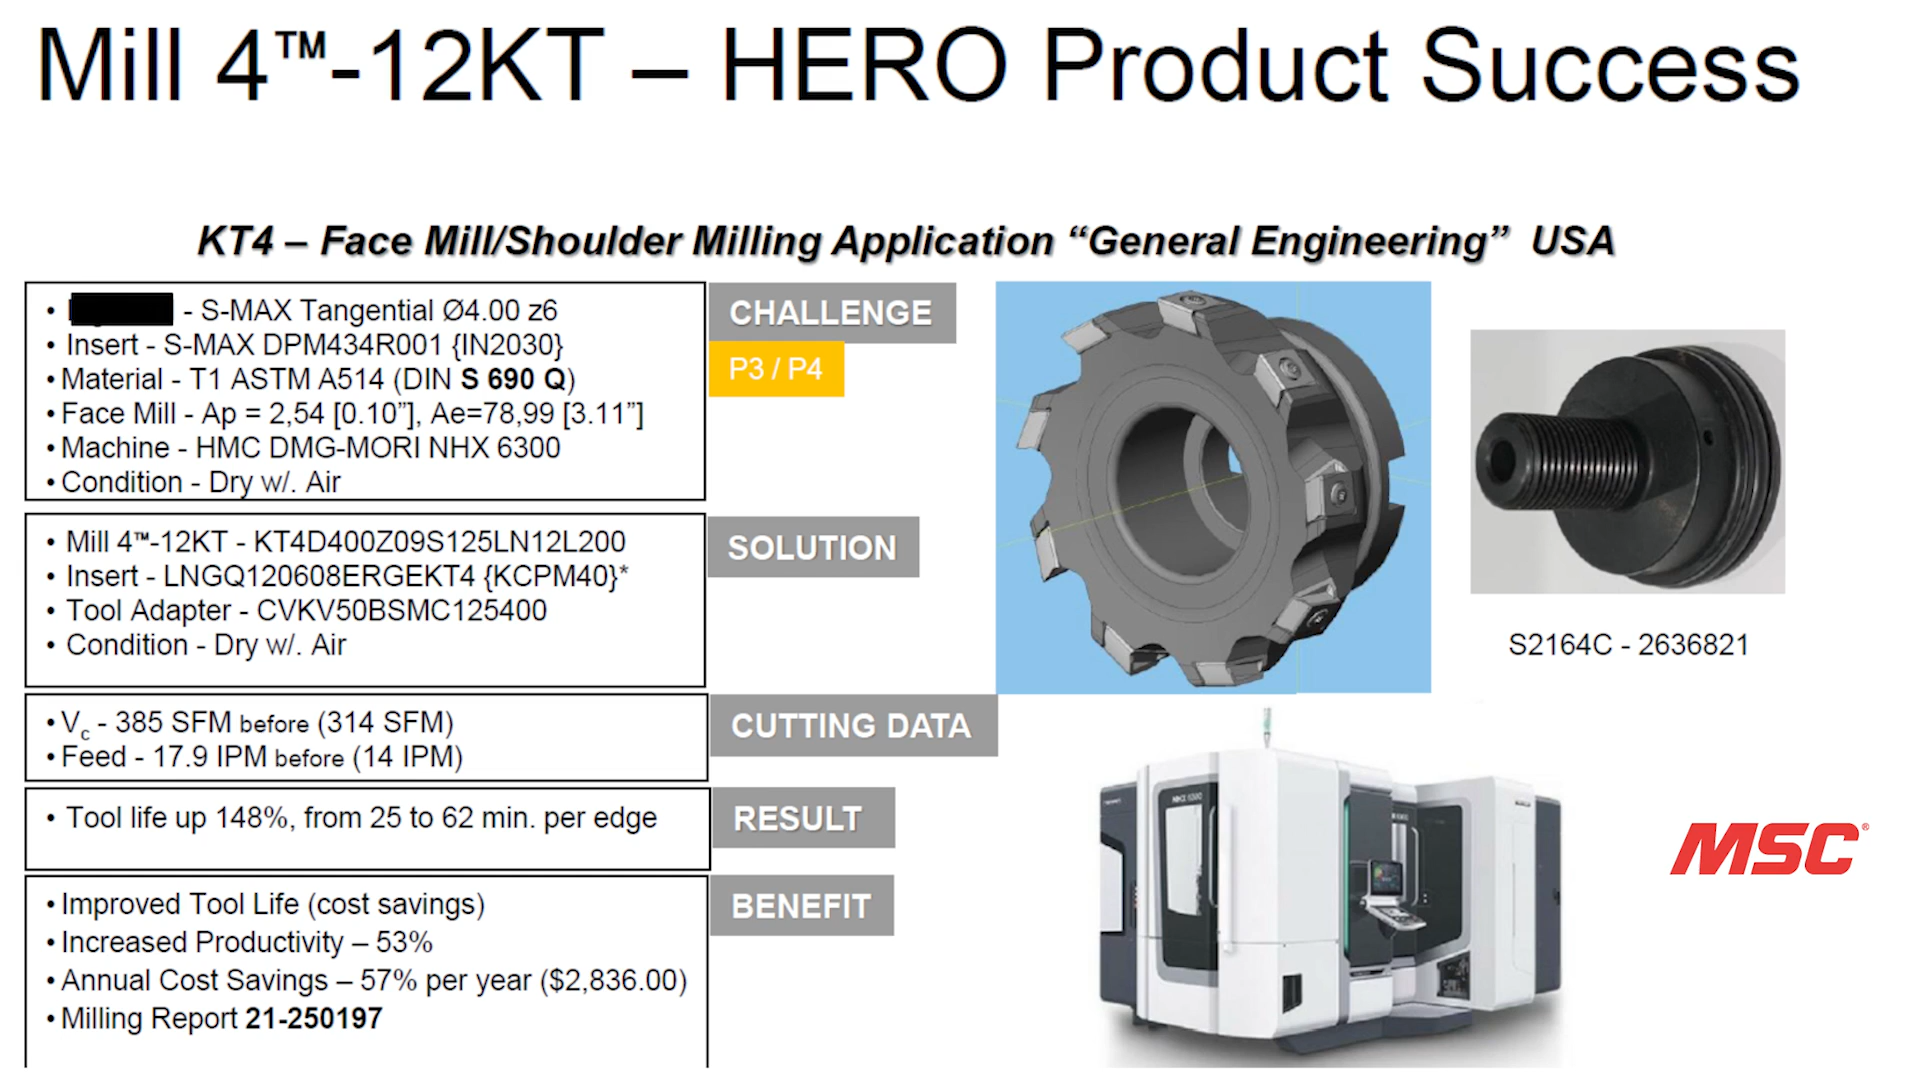 Mill 4™-12KT – HERO Product Success
KT4 – Face Mill/Shoulder Milling Application “General Engineering” USA
• - S-MAX Tangential Ø4.00 z6
• Insert - S-MAX DPM434R001 {IN2030}
• Material - T1 ASTM A514 (DIN S 690 Q)
• Face Mill - Ap = 2,54 [0.10”], Ae=78,99 [3.11”]
• Machine - HMC DMG-MORI NHX 6300
• Condition - Dry w/. Air
CHALLENGE
P3 / P4
• Mill 4™-12KT - KT4D400Z09S125LN12L200
• Insert - LNGQ120608ERGEKT4 {KCPM40}*
• Tool Adapter - CVKV50BSMC125400
• Condition - Dry w/. Air
SOLUTION
• Vc - 385 SFM before (314 SFM)
• Feed - 17.9 IPM before (14 IPM)
CUTTING DATA
• Tool life up 148%, from 25 to 62 min. per edge
RESULT
• Improved Tool Life (cost savings)
• Increased Productivity – 53%
• Annual Cost Savings – 57% per year ($2,836.00)
• Milling Report 21-250197
BENEFIT
S2164C - 2636821
NHX 6300
MSC®